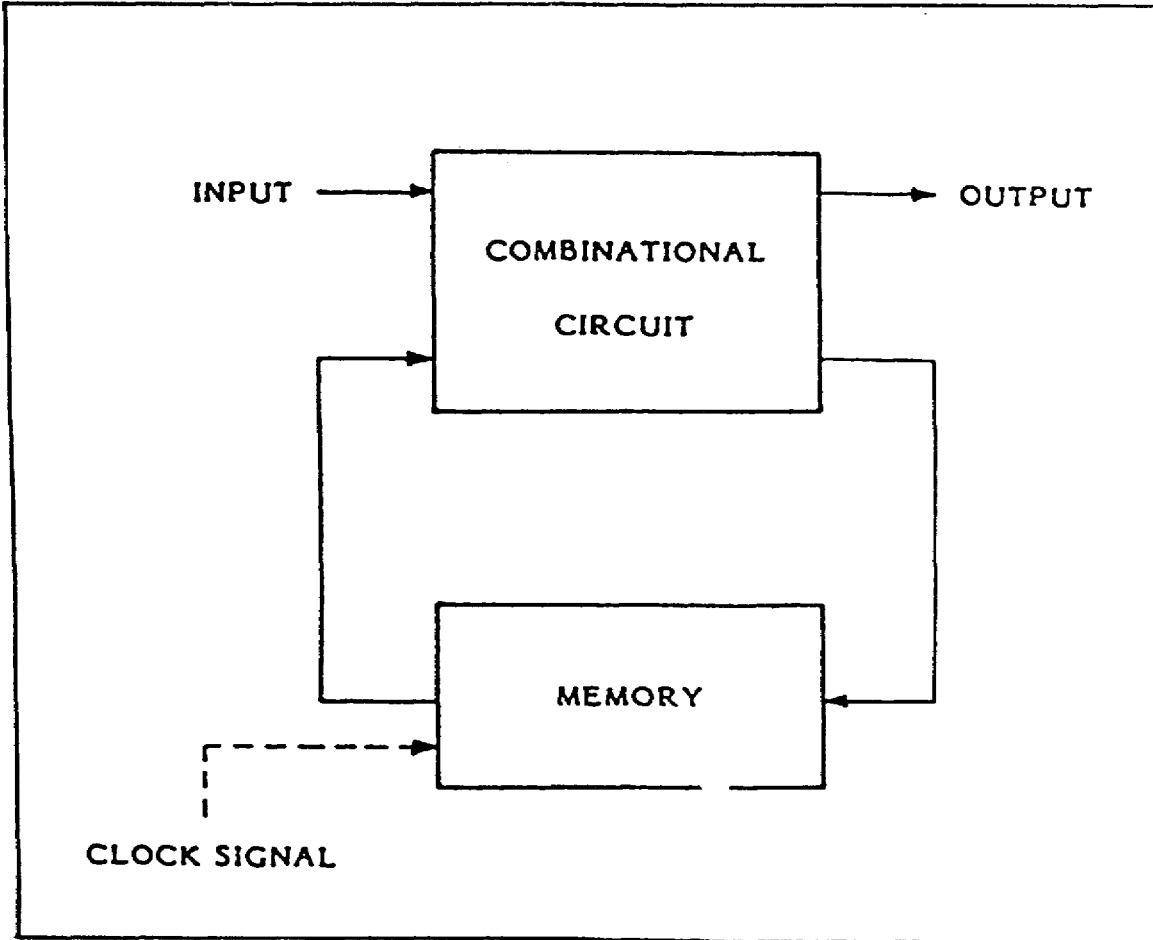 INPUT
OUTPUT
COMBINATIONAL
CIRCUIT
MEMORY
CLOCK SIGNAL